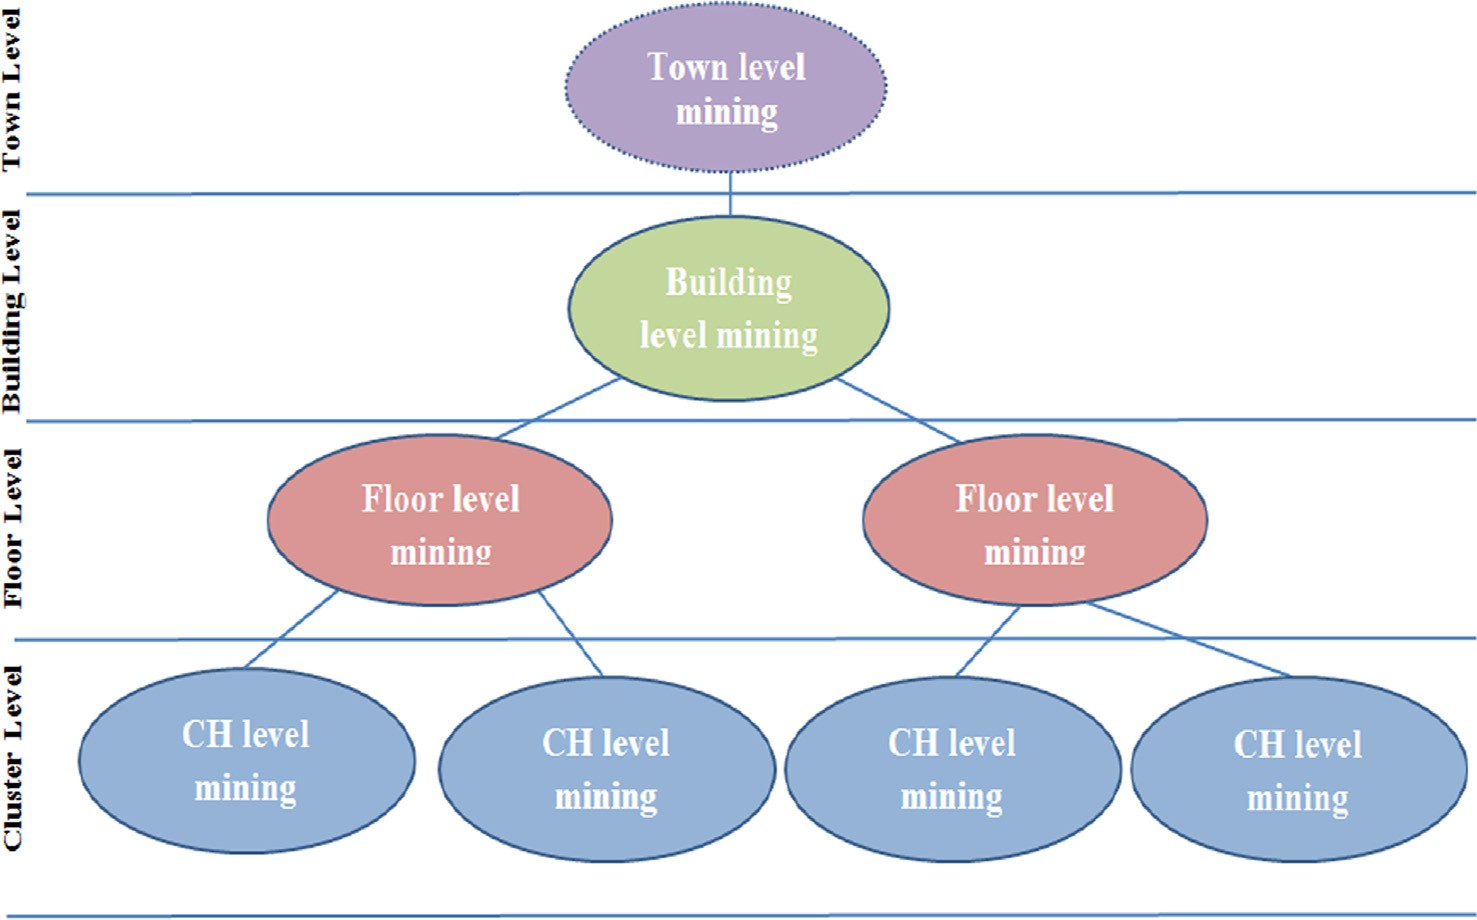 Town Level
Town level
mining
Building Level
Building
level mining
Floor Level
Floor level
mining
Floor level
mining
Cluster Level
CH level
mining
CH level
mining
CH level
mining
CH level
mining